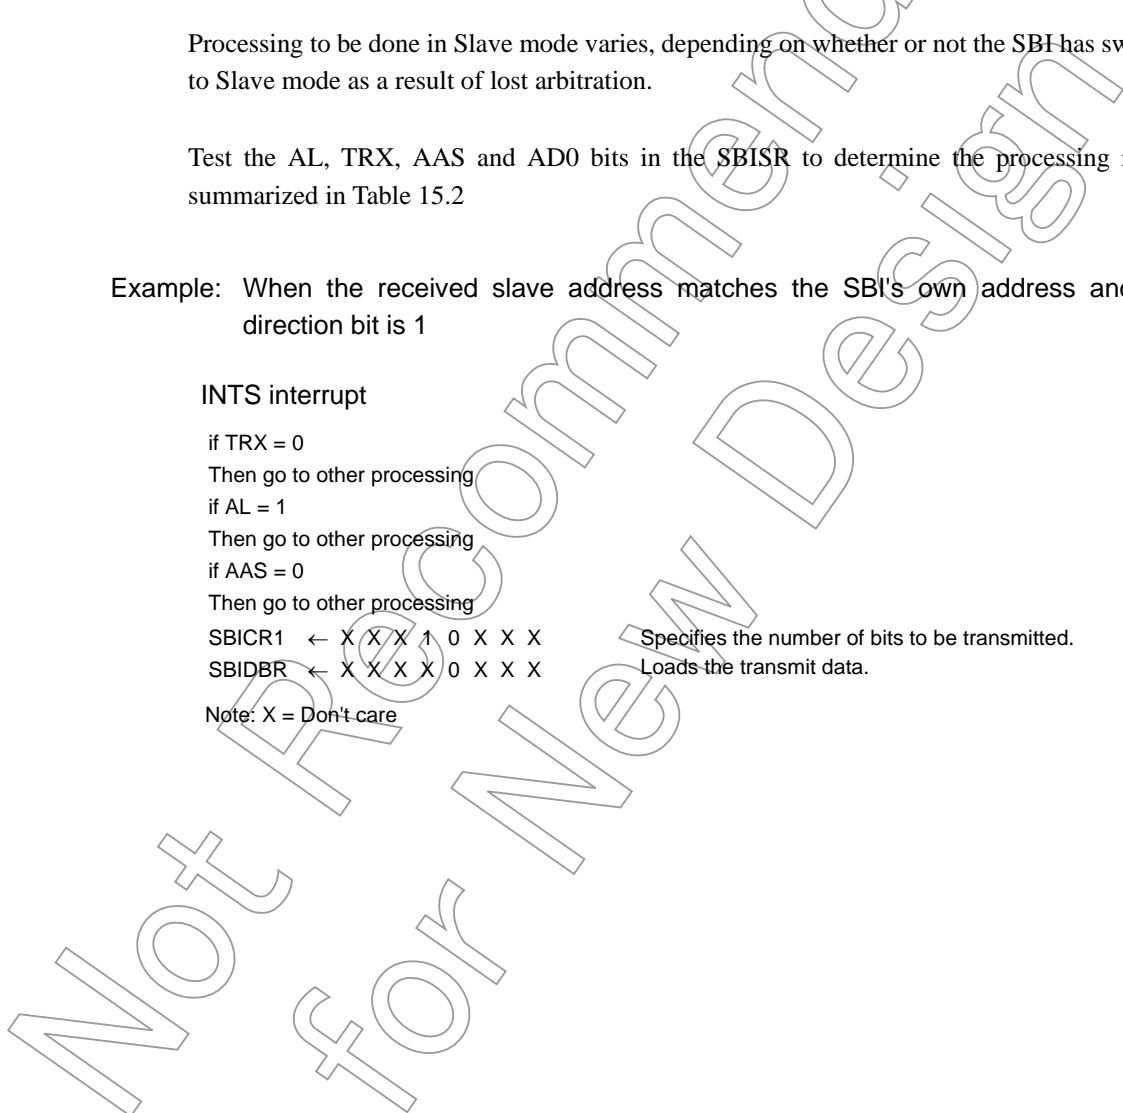 Processing to be done in Slave mode varies, depending on whether or not the SBI has
to Slave mode as a result of lost arbitration.
Test the AL, TRX, AAS and AD0 bits in the SBISR to determine the processing
summarized in Table 15.2
Example: When the received slave address matches the SBI's own address
direction bit is 1
INTS interrupt
if TRX = 0
Then go to other processing
if AL = 1
Then go to other processing
if AAS = 0
Then go to other processing
SBICR1 ← X X X 1 0 X X X Specifies the number of bits to be transmitted.
SBIDBR ← X X X X 0 X X X Loads the transmit data.
Note: X = Don't care
Not Recommend
for New Design